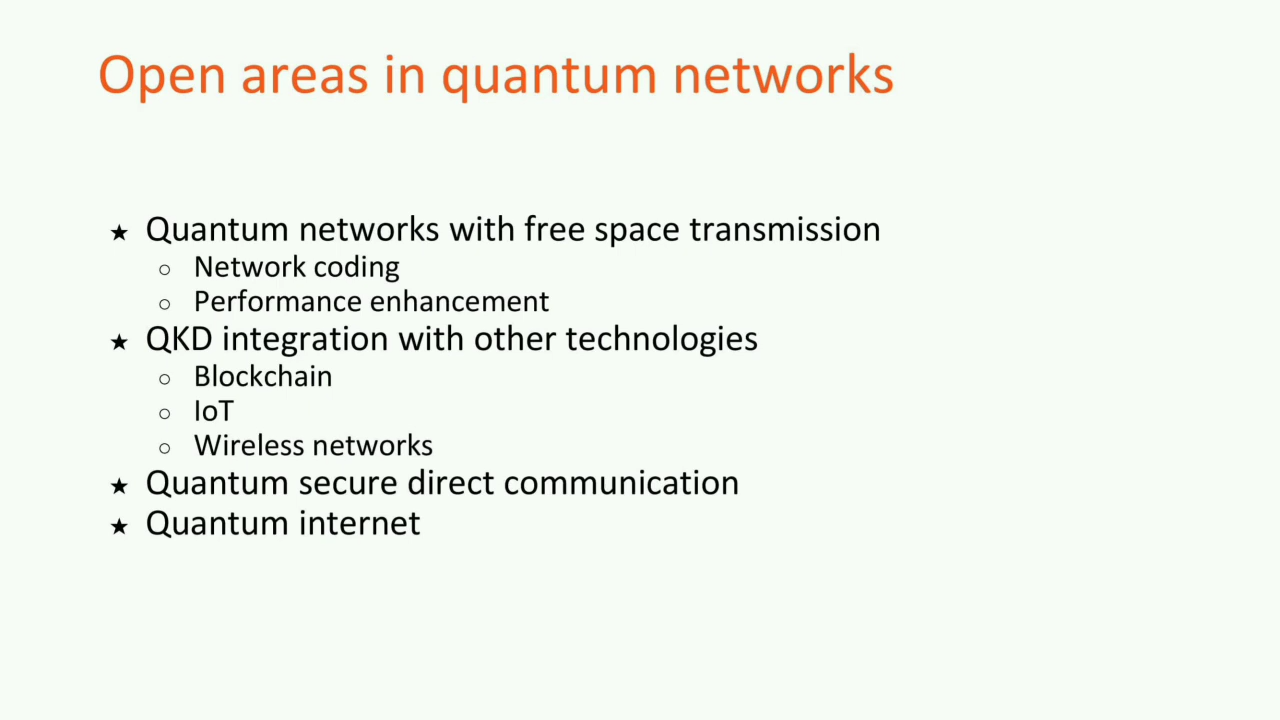 Open areas in quantum networks
★ Quantum networks with free space transmission
○ Network coding
○ Performance enhancement
★ QKD integration with other technologies
○ Blockchain
○ IoT
○ Wireless networks
★ Quantum secure direct communication
★ Quantum internet